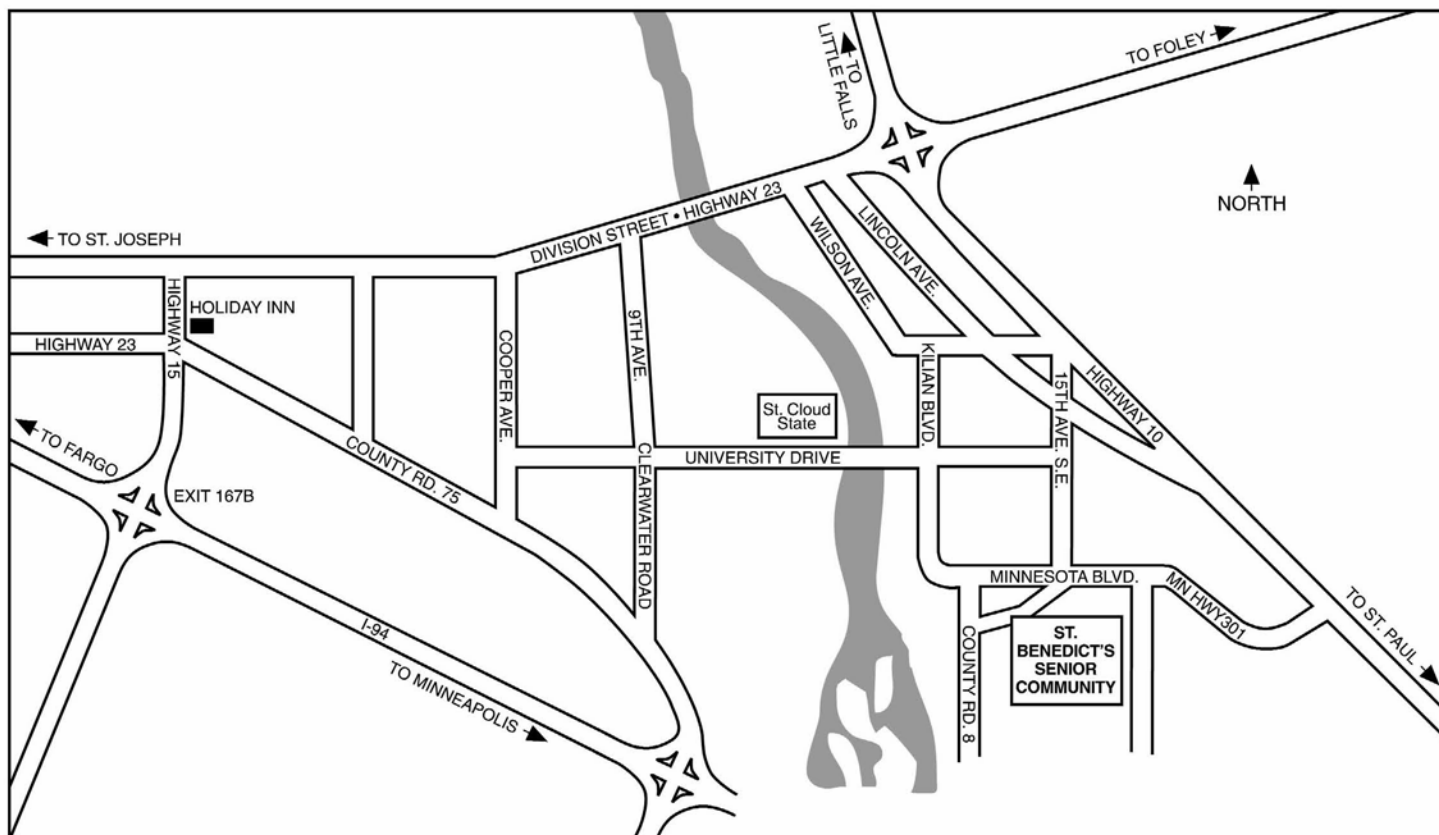 TO
LITTLE FALLS
TO FOLEY
NORTH
DIVISION STREET • HIGHWAY 23
TO ST. JOSEPH
WILSON AVE.
LINCOLN AVE.
HIGHWAY 15
HOLIDAY INN
HIGHWAY 23
COOPER AVE.
9TH AVE.
KILIAN BLVD.
15TH AVE. S.E.
HIGHWAY 10
St. Cloud
State
TO FARGO
COUNTY RD. 75
CLEARWATER ROAD
UNIVERSITY DRIVE
EXIT 167B
MINNESOTA BLVD.
MN HWY301
TO ST. PAUL
I-94
TO MINNEAPOLIS
COUNTY RD. 8
ST.
BENEDICT'S
SENIOR
COMMUNITY